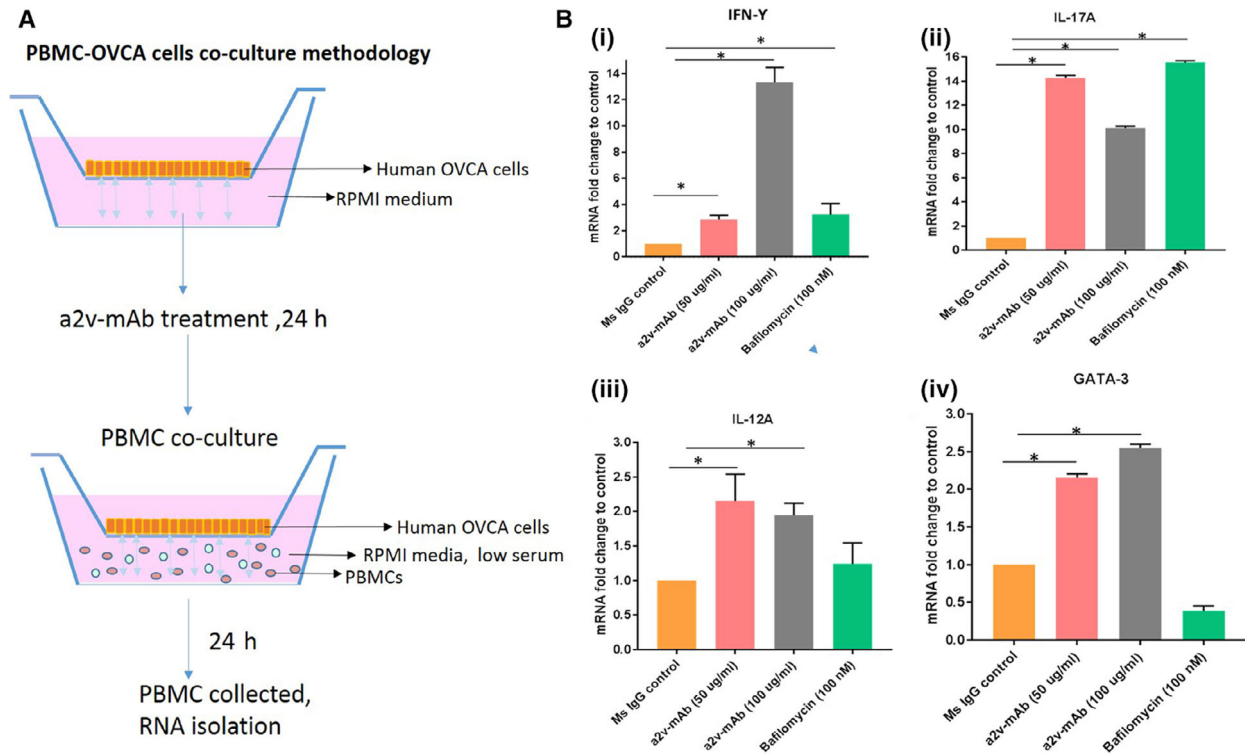 A
PBMC-OVCA cells co-culture methodology
Human OVCA cells
RPMI medium
a2v-mAb treatment ,24 h
PBMC co-culture
Human OVCA cells
RPMI media, low serum
PBMCs
24 h
PBMC collected,
RNA isolation
B
IFN-Y
(i)
mRNA fold change to control
14
12
10
8
6
4
2
0
*
*
*
Ms IgG control
a2v-mAb (50 ug/ml)
a2v-mAb (100 ug/ml)
Bafilomycin (100 nM)
IL-17A
(ii)
mRNA fold change to control
16
14
12
10
8
6
4
2
0
*
*
*
Ms IgG control
a2v-mAb (50 ug/ml)
a2v-mAb (100 ug/ml)
Bafilomycin (100 nM)
(iii)
IL-12A
mRNA fold change to control
3.0
2.5
2.0
1.5
1.0
0.5
0.0
*
*
Ms IgG control
a2v-mAb (50 ug/ml)
a2v-mAb (100 ug/ml)
Bafilomycin (100 nM)
(iv)
GATA-3
mRNA fold change to control
3.0
2.5
2.0
1.5
1.0
0.5
0.0
*
*
Ms IgG control
a2v-mAb (50 ug/ml)
a2v-mAb (100 ug/ml)
Bafilomycin (100 nM)